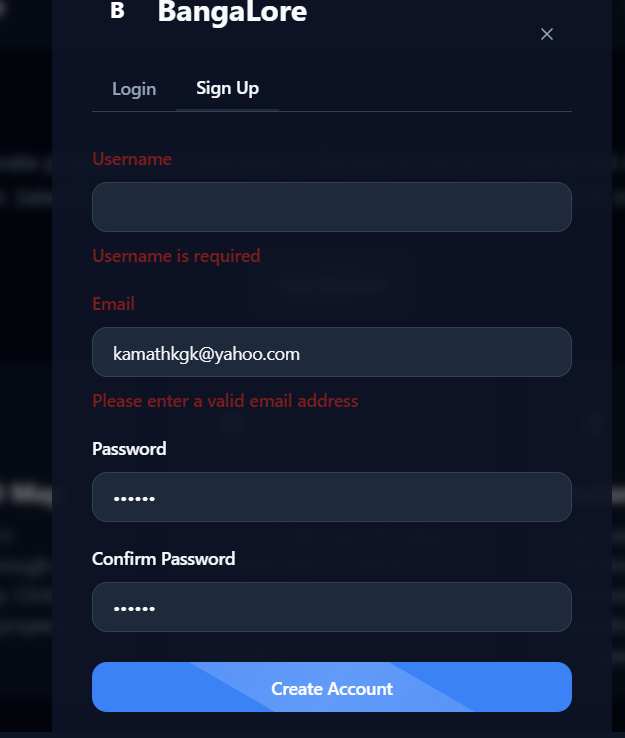 B BangaLore
×
Login Sign Up
Username
Username is required
Email
kamathkgk@yahoo.com
Please enter a valid email address
Password
••••••
Confirm Password
••••••
Create Account